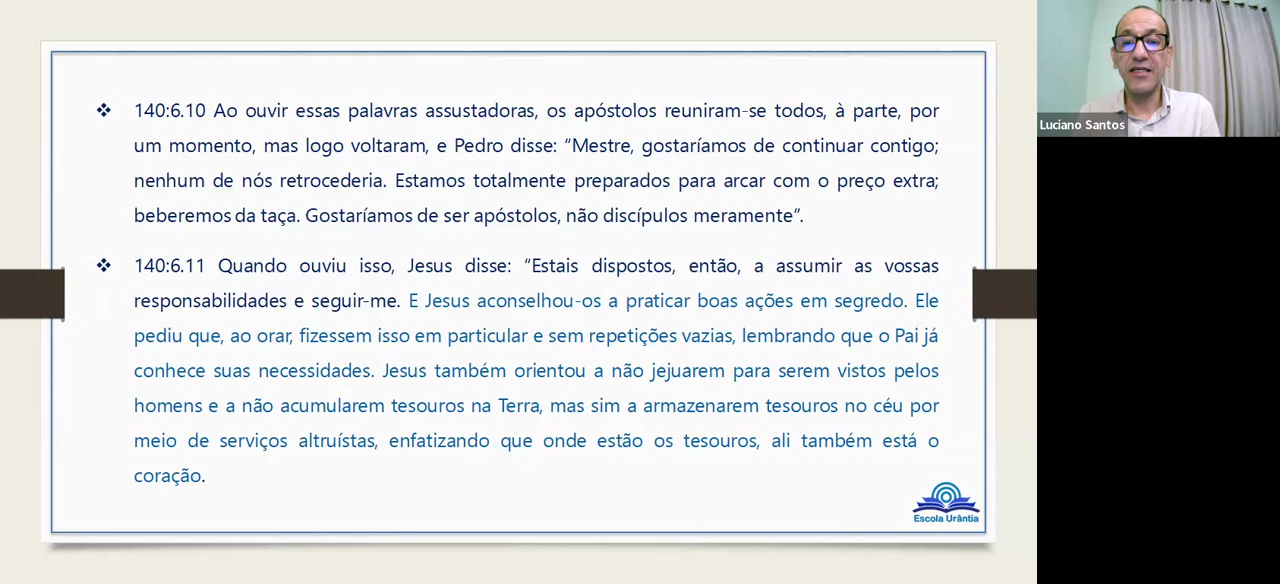 ❖ 140:6.10 Ao ouvir essas palavras assustadoras, os apóstolos reuniram-se todos, à parte, por
um momento, mas logo voltaram, e Pedro disse: “Mestre, gostaríamos de continuar contigo;
nenhum de nós retrocederia. Estamos totalmente preparados para arcar com o preço extra;
beberemos da taça. Gostaríamos de ser apóstolos, não discípulos meramente”.
❖ 140:6.11 Quando ouviu isso, Jesus disse: “Estais dispostos, então, a assumir as vossas
responsabilidades e seguir-me. E Jesus aconselhou-os a praticar boas ações em segredo. Ele
pediu que, ao orar, fizessem isso em particular e sem repetições vazias, lembrando que o Pai já
conhece suas necessidades. Jesus também orientou a não jejuarem para serem vistos pelos
homens e a não acumularem tesouros na Terra, mas sim a armazenarem tesouros no céu por
meio de serviços altruístas, enfatizando que onde estão os tesouros, ali também está o
coração.
Escola Urântia
Luciano Santos